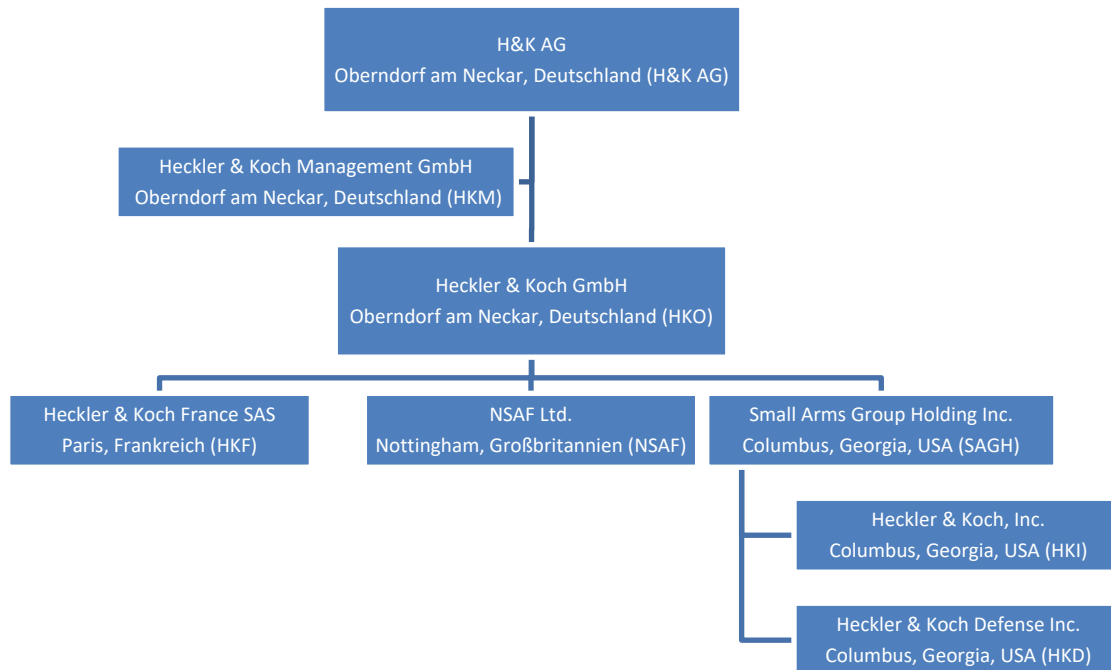 H&K AG
Oberndorf am Neckar, Deutschland (H&K AG)
Heckler & Koch Management GmbH
Oberndorf am Neckar, Deutschland (HKM)
Heckler & Koch GmbH
Oberndorf am Neckar, Deutschland (HKO)
Heckler & Koch France SAS
Paris, Frankreich (HKF)
NSAF Ltd.
Nottingham, Großbritannien (NSAF)
Small Arms Group Holding Inc.
Columbus, Georgia, USA (SAGH)
Heckler & Koch, Inc.
Columbus, Georgia, USA (HKI)
Heckler & Koch Defense Inc.
Columbus, Georgia, USA (HKD)